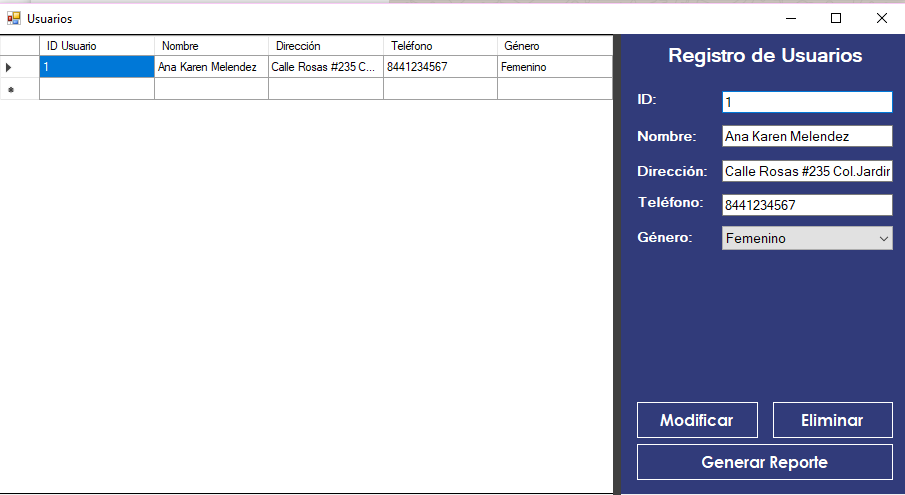 Usuarios
ID Usuario Nombre Dirección Teléfono Género
1 Ana Karen Melendez Calle Rosas #235 C... 8441234567 Femenino
Registro de Usuarios
ID: 1
Nombre: Ana Karen Melendez
Dirección: Calle Rosas #235 Col.Jardin
Teléfono: 8441234567
Género: Femenino
Modificar Eliminar
Generar Reporte